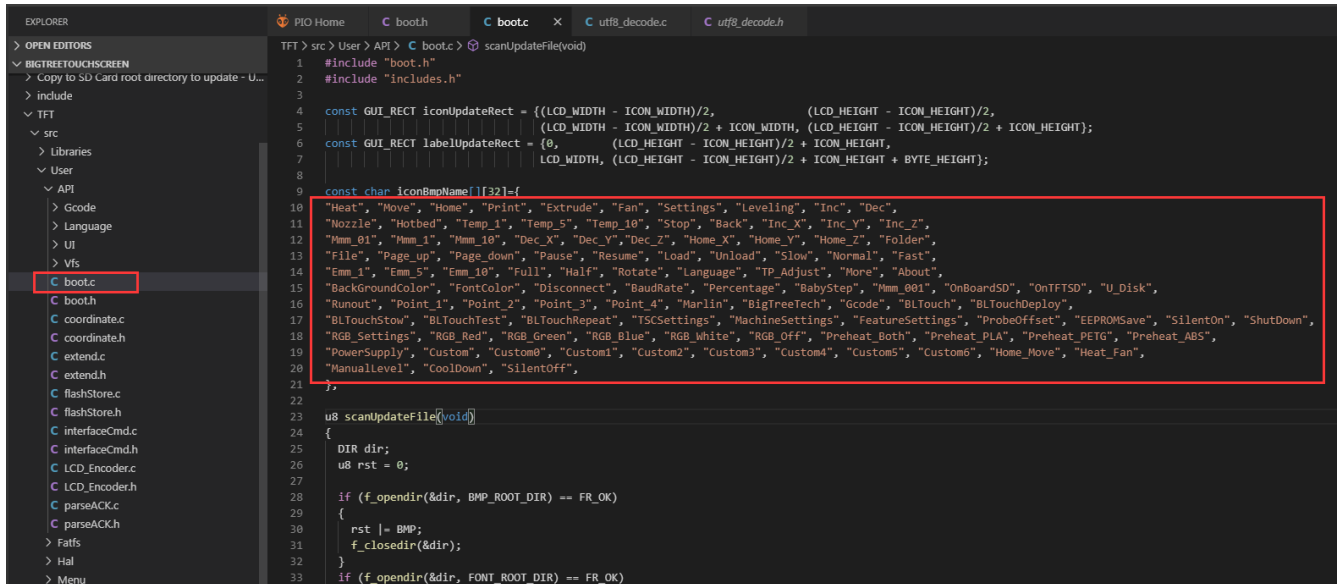 EXPLORER
PIO Home
C boot.h
C boot.c ×
C utf8_decode.c
C utf8_decode.h
> OPEN EDITORS
BIGTREETOUCHSCREEN
> Copy to SD Card root directory to update - U...
> include
TFT
src
> Libraries
User
API
> Gcode
> Language
> UI
> Vfs
C boot.c
C boot.h
C coordinate.c
C coordinate.h
C extend.c
C extend.h
C flashStore.c
C flashStore.h
C interfaceCmd.c
C interfaceCmd.h
C LCD_Encoder.c
C LCD_Encoder.h
C parseACK.c
C parseACK.h
> Fatfs
> Hal
> Menu
TFT > src > User > API > C boot.c > scanUpdateFile(void)
1 #include "boot.h"
2 #include "includes.h"
3
4 const GUI_RECT iconUpdateRect = {(LCD_WIDTH - ICON_WIDTH)/2, (LCD_HEIGHT - ICON_HEIGHT)/2,
5 (LCD_WIDTH - ICON_WIDTH)/2 + ICON_WIDTH, (LCD_HEIGHT - ICON_HEIGHT)/2 + ICON_HEIGHT};
6 const GUI_RECT labelUpdateRect = {0, (LCD_HEIGHT - ICON_HEIGHT)/2 + ICON_HEIGHT,
7 LCD_WIDTH, (LCD_HEIGHT - ICON_HEIGHT)/2 + ICON_HEIGHT + BYTE_HEIGHT};
8
9 const char iconBmpName[][32]={
10 "Heat", "Move", "Home", "Print", "Extrude", "Fan", "Settings", "Leveling", "Inc", "Dec",
11 "Nozzle", "Hotbed", "Temp_1", "Temp_5", "Temp_10", "Stop", "Back", "Inc_X", "Inc_Y", "Inc_Z",
12 "Mmm_01", "Mmm_1", "Mmm_10", "Dec_X", "Dec_Y","Dec_Z", "Home_X", "Home_Y", "Home_Z", "Folder",
13 "File", "Page_up", "Page_down", "Pause", "Resume", "Load", "Unload", "Slow", "Normal", "Fast",
14 "Emm_1", "Emm_5", "Emm_10", "Full", "Half", "Rotate", "Language", "TP_Adjust", "More", "About",
15 "BackGroundColor", "FontColor", "Disconnect", "BaudRate", "Percentage", "BabyStep", "Mmm_001", "OnBoardSD", "OnTFTSD", "U_Disk",
16 "Runout", "Point_1", "Point_2", "Point_3", "Point_4", "Marlin", "BigTreeTech", "Gcode", "BLTouch", "BLTouchDeploy",
17 "BLTouchStow", "BLTouchTest", "BLTouchRepeat", "TSCSettings", "MachineSettings", "FeatureSettings", "ProbeOffset", "EEPROMSave", "SilentOn", "ShutDown",
18 "RGB_Settings", "RGB_Red", "RGB_Green", "RGB_Blue", "RGB_White", "RGB_Off", "Preheat_Both", "Preheat_PLA", "Preheat_PETG", "Preheat_ABS",
19 "PowerSupply", "Custom", "Custom0", "Custom1", "Custom2", "Custom3", "Custom4", "Custom5", "Custom6", "Home_Move", "Heat_Fan",
20 "ManualLevel", "CoolDown", "SilentOff",
21 };
22
23 u8 scanUpdateFile(void)
24 {
25 DIR dir;
26 u8 rst = 0;
27
28 if (f_opendir(&dir, BMP_ROOT_DIR) == FR_OK)
29 {
30 rst |= BMP;
31 f_closedir(&dir);
32 }
33 if (f_opendir(&dir, FONT_ROOT_DIR) == FR_OK)